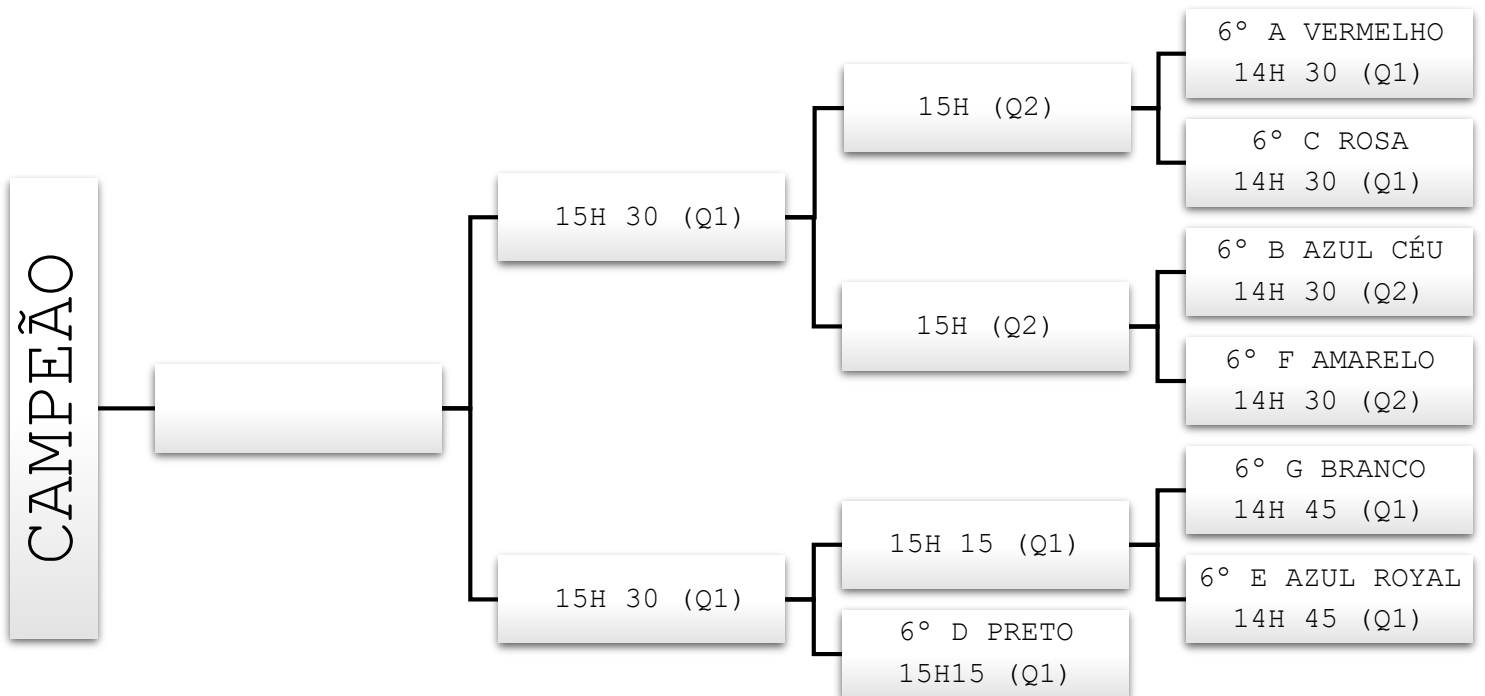 CAMPEÃO
15H 30 (Q1)
15H 30 (Q1)
15H (Q2)
15H (Q2)
15H 15 (Q1)
6° D PRETO
15H15 (Q1)
6° A VERMELHO
14H 30 (Q1)
6° C ROSA
14H 30 (Q1)
6° B AZUL CÉU
14H 30 (Q2)
6° F AMARELO
14H 30 (Q2)
6° G BRANCO
14H 45 (Q1)
6° E AZUL ROYAL
14H 45 (Q1)